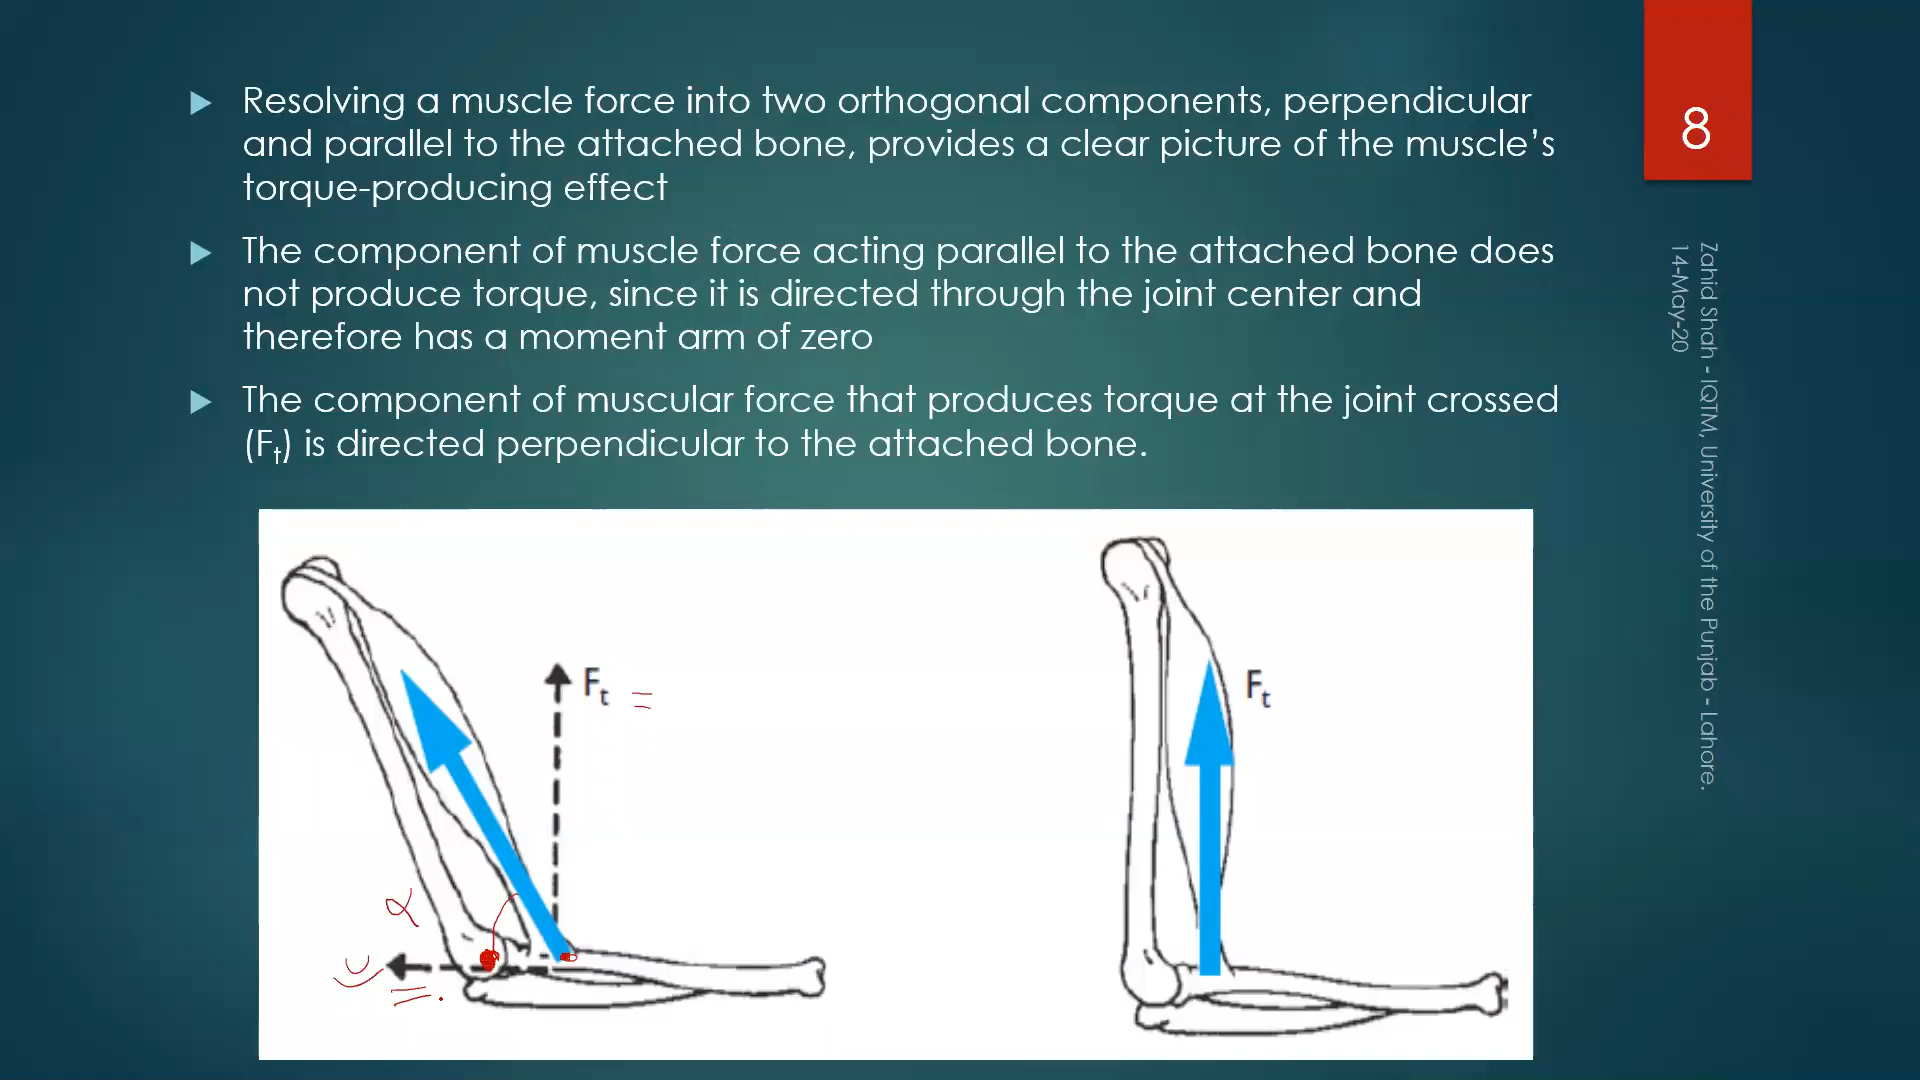 Resolving a muscle force into two orthogonal components, perpendicular
and parallel to the attached bone, provides a clear picture of the muscle’s
torque-producing effect
The component of muscle force acting parallel to the attached bone does
not produce torque, since it is directed through the joint center and
therefore has a moment arm of zero
The component of muscular force that produces torque at the joint crossed
(Ft) is directed perpendicular to the attached bone.
8
Zahid Shah - IQTM, University of the Punjab - Lahore.
14-May-20
Ft =
Ft
α